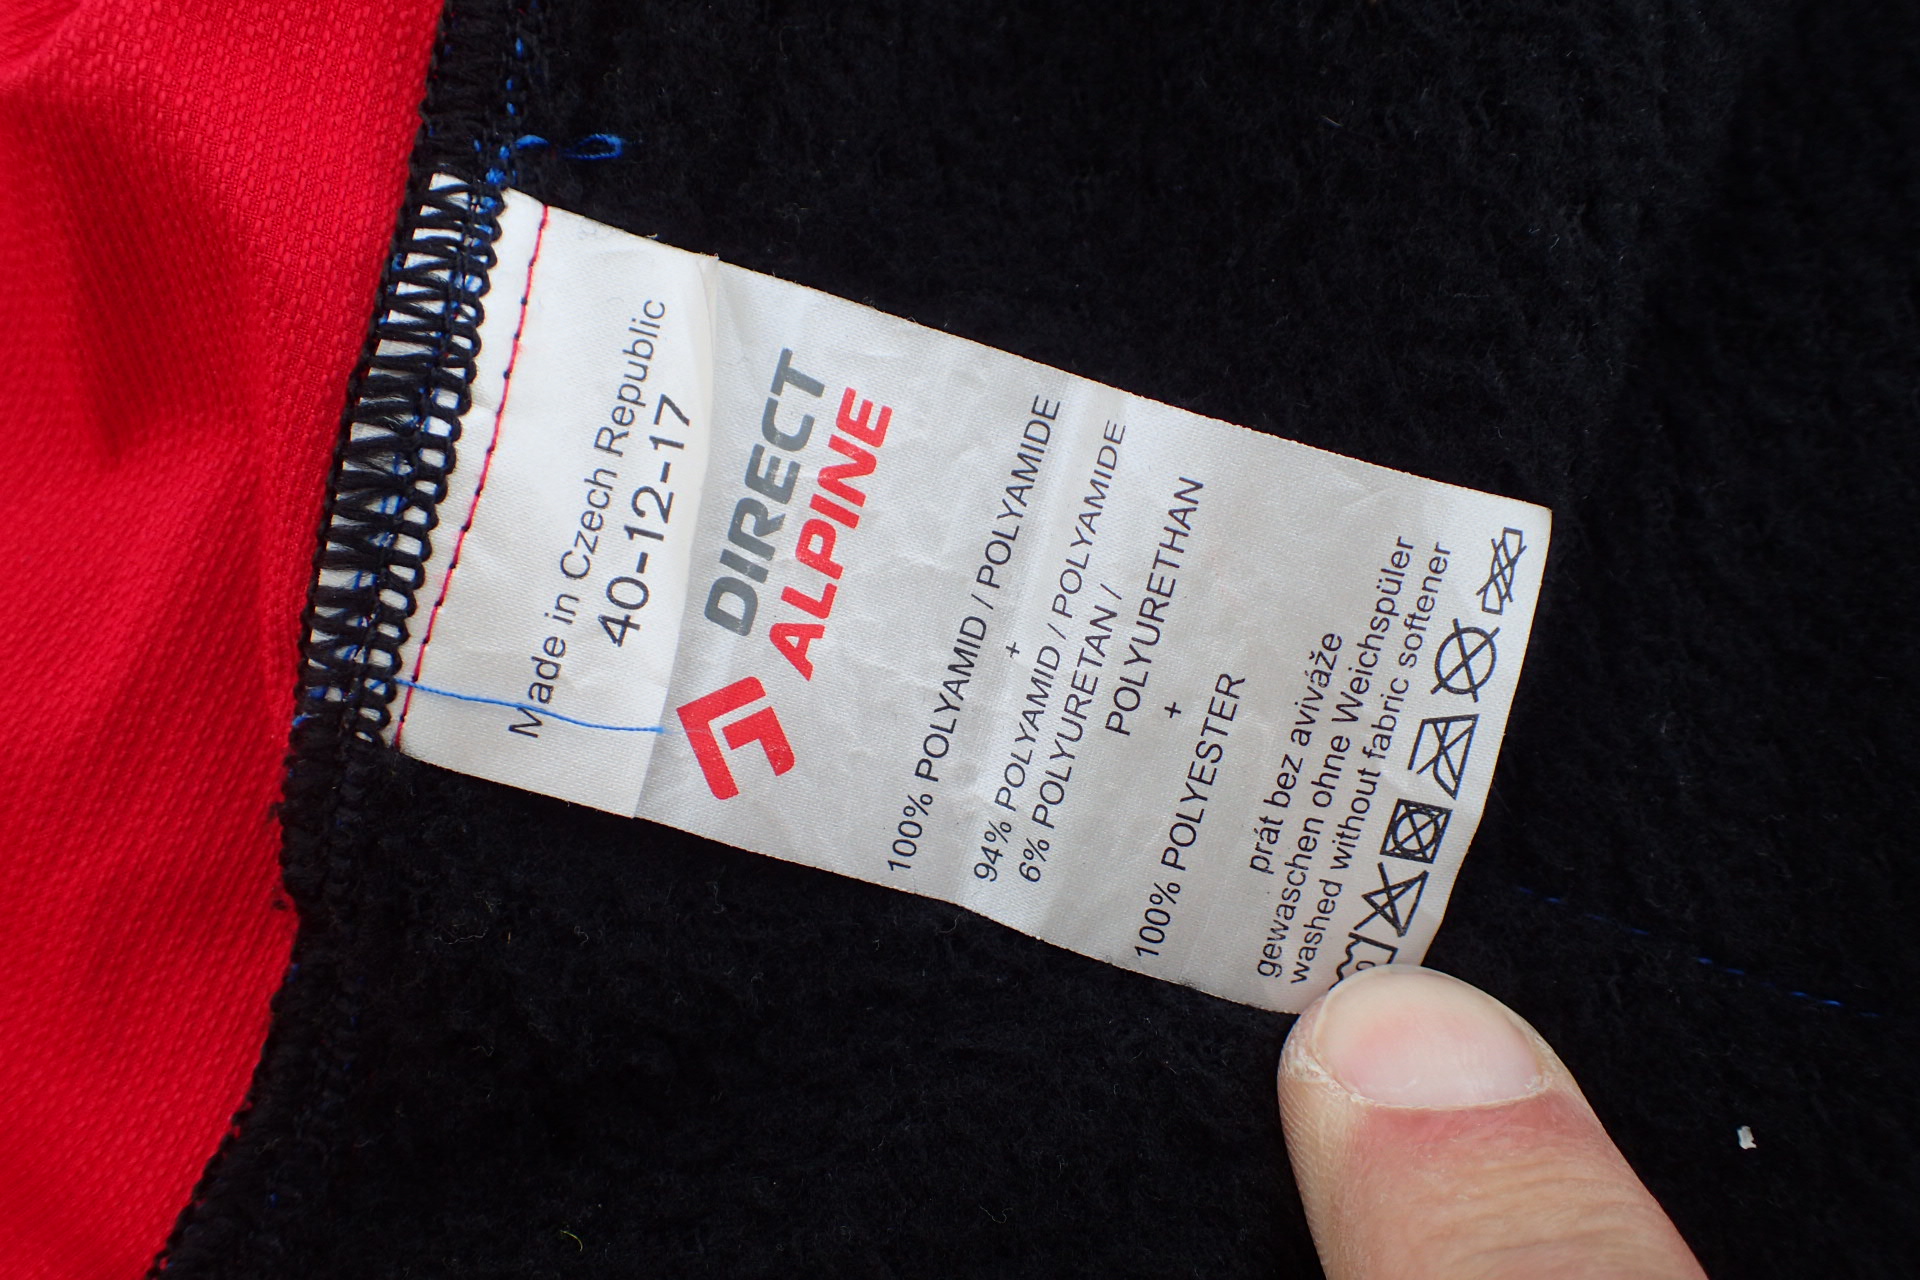 Made in Czech Republic
40-12-17
DIRECT
ALPINE
100% POLYAMID / POLYAMIDE
+
94% POLYAMID / POLYAMIDE
6% POLYURETAN /
POLYURETHAN
+
100% POLYESTER
prát bez aviváže
gewaschen ohne Weichspüler
washed without fabric softener